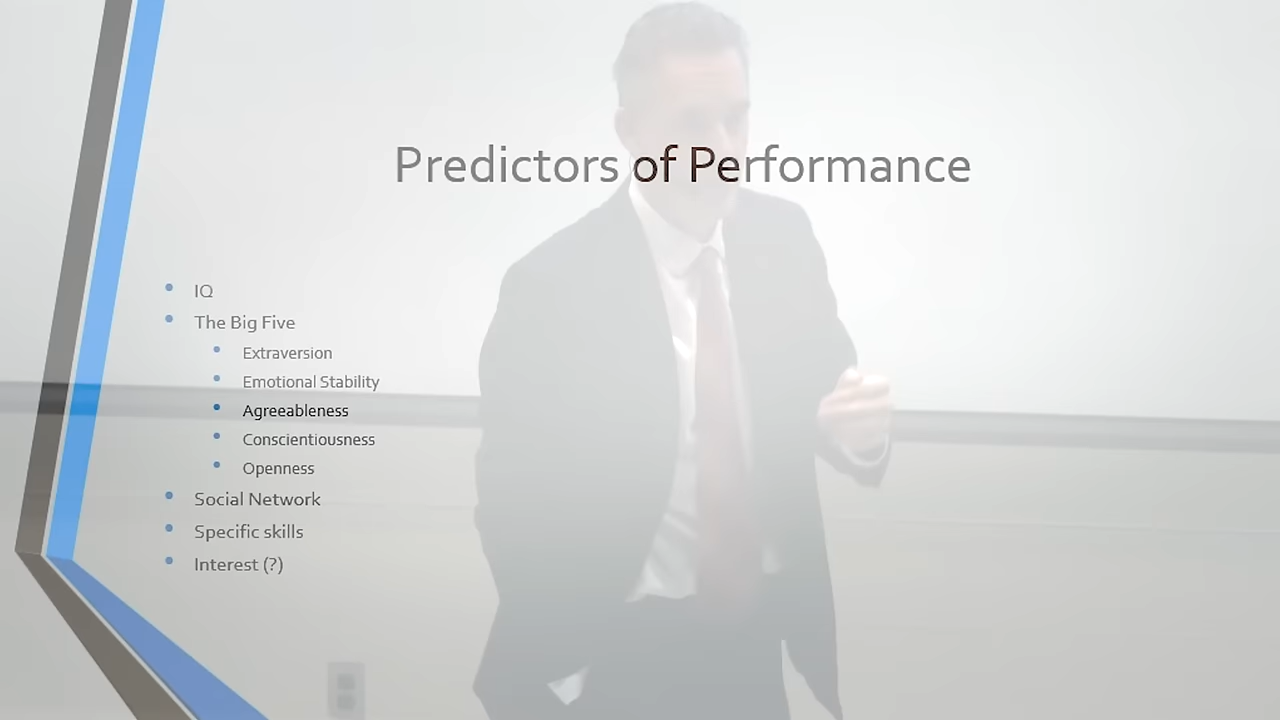 Predictors of Performance
IQ
The Big Five
Extraversion
Emotional Stability
Agreeableness
Conscientiousness
Openness
Social Network
Specific skills
Interest (?)